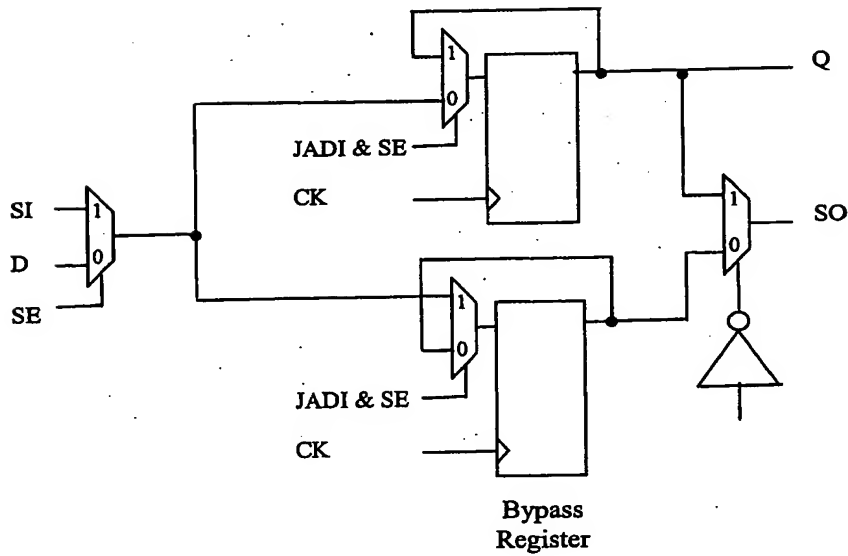 1
Q
0
JADI & SE
CK
SI
1
1
SO
D
0
0
SE
1
0
JADI & SE
CK
Bypass
Register